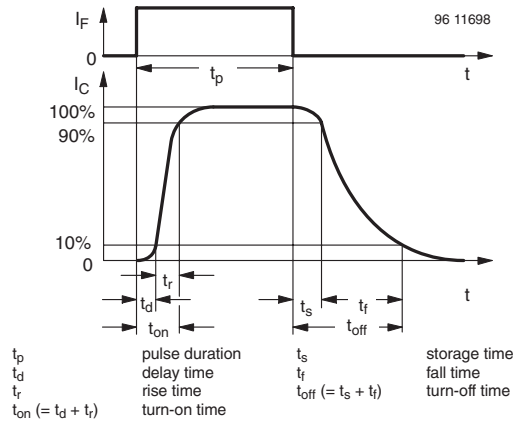 I_F
96 11698
0
t_p
t
I_C
100%
90%
10%
0
t_r
t_d
t_s
t_f
t
t_on
t_off
t_p pulse duration t_s storage time
t_d delay time t_f fall time
t_r rise time t_off (= t_s + t_f) turn-off time
t_on (= t_d + t_r) turn-on time